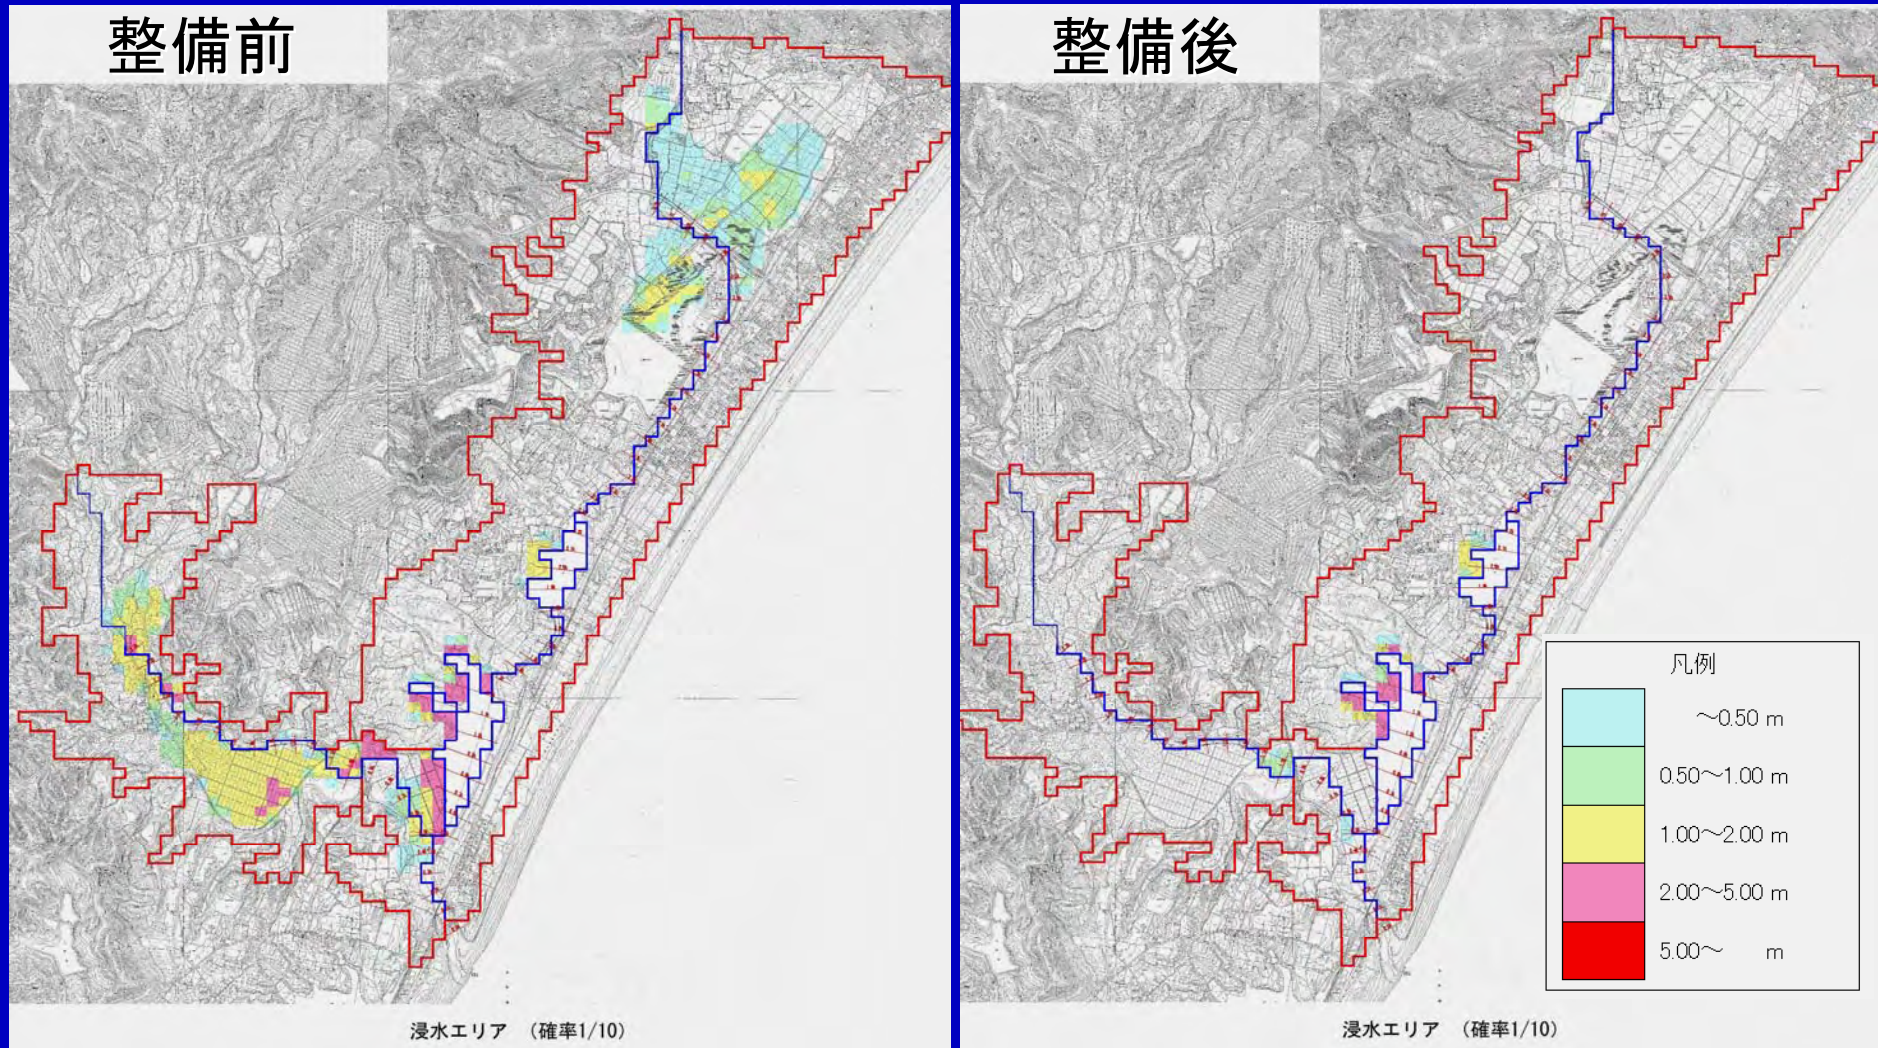 整備前
整備後
凡例
～0.50 m
0.50～1.00 m
1.00～2.00 m
2.00～5.00 m
5.00～ m
浸水エリア （確率1/10）
浸水エリア （確率1/10）